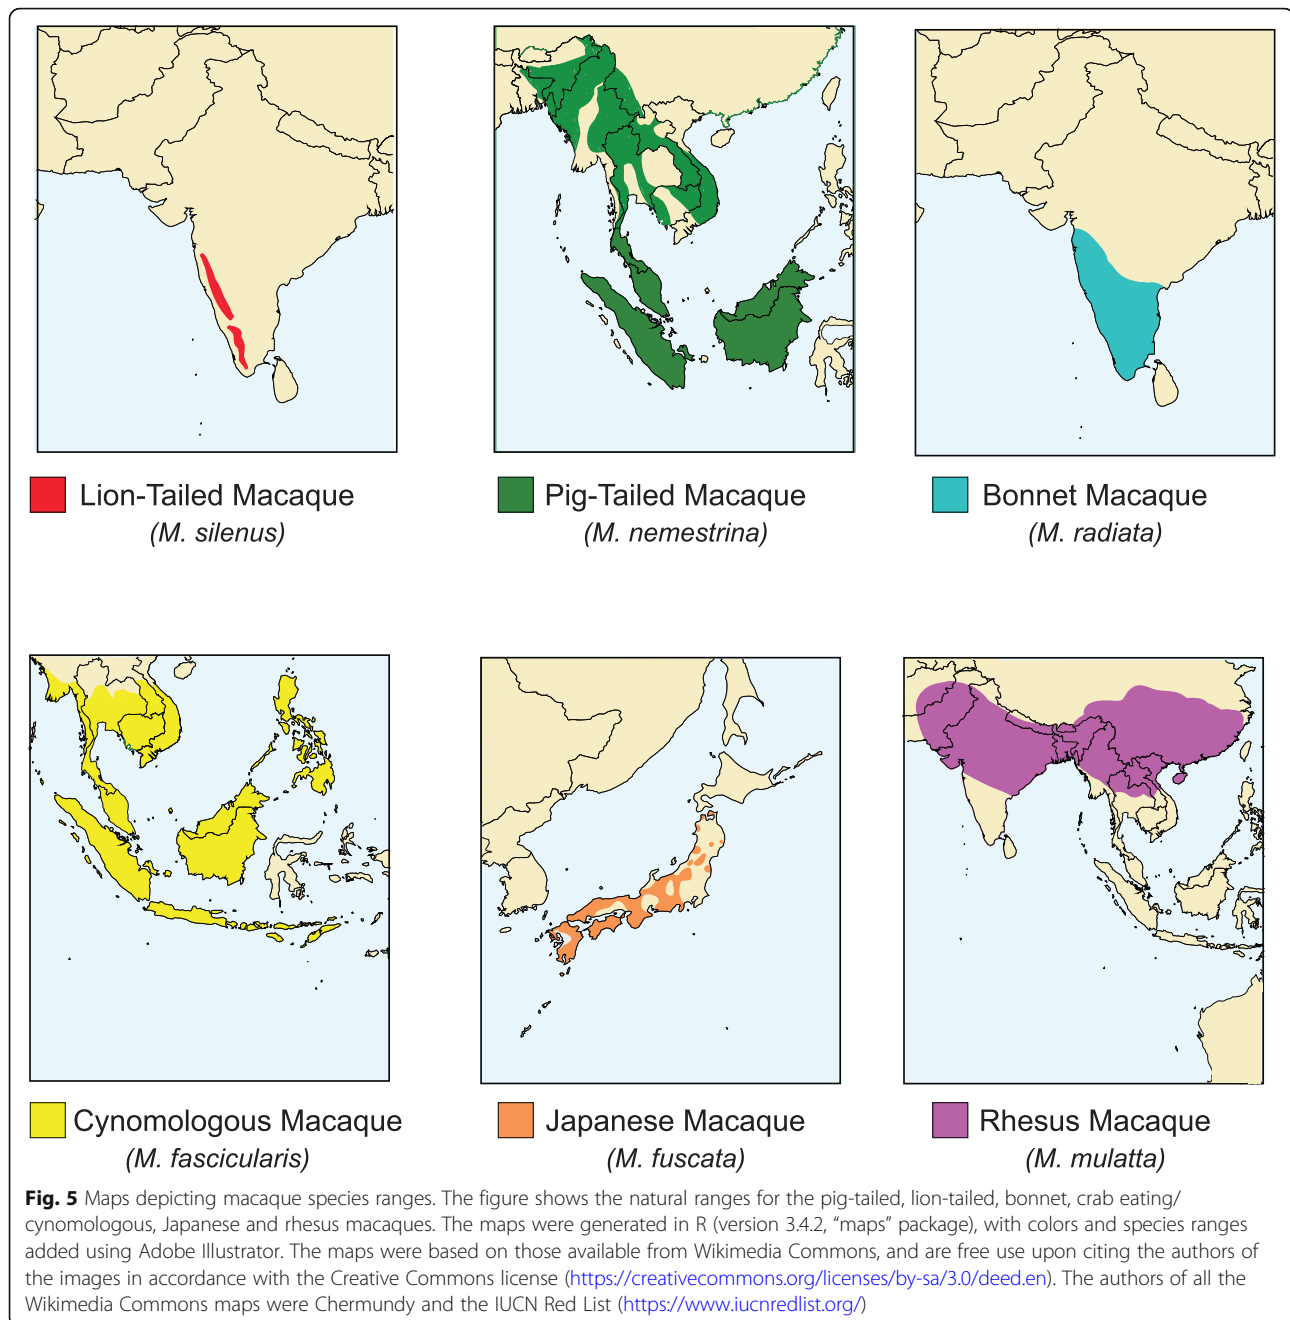 Lion-Tailed Macaque
(M. silenus)
Pig-Tailed Macaque
(M. nemestrina)
Bonnet Macaque
(M. radiata)
Cynomologous Macaque
(M. fascicularis)
Japanese Macaque
(M. fuscata)
Rhesus Macaque
(M. mulatta)
Fig. 5 Maps depicting macaque species ranges. The figure shows the natural ranges for the pig-tailed, lion-tailed, bonnet, crab eating/
cynomologous, Japanese and rhesus macaques. The maps were generated in R (version 3.4.2, “maps” package), with colors and species ranges
added using Adobe Illustrator. The maps were based on those available from Wikimedia Commons, and are free use upon citing the authors of
the images in accordance with the Creative Commons license (https://creativecommons.org/licenses/by-sa/3.0/deed.en). The authors of all the
Wikimedia Commons maps were Chermundy and the IUCN Red List (https://www.iucnredlist.org/)